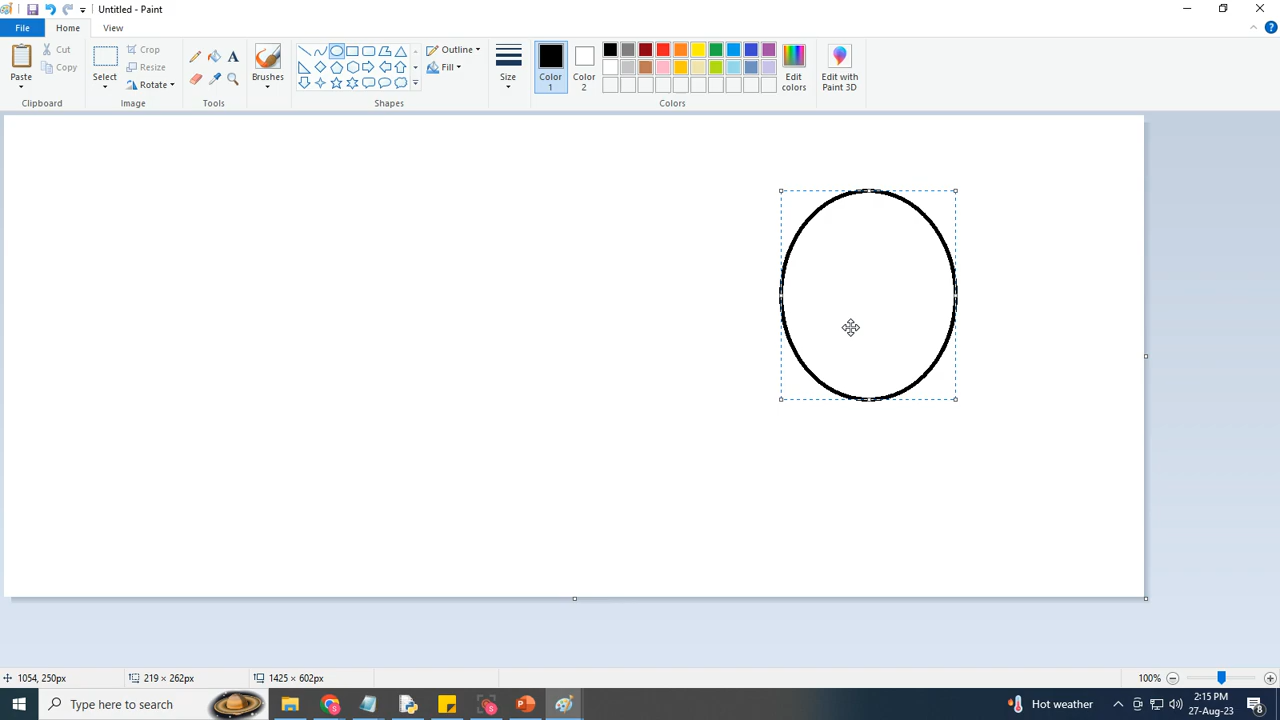 Untitled - Paint
File
Home
View
Paste
Cut
Copy
Clipboard
Select
Crop
Resize
Rotate
Image
A
Tools
Brushes
Shapes
Outline
Fill
Size
Color 1
Color 2
Edit colors
Colors
Edit with Paint 3D
1054, 250px
219 × 262px
1425 × 602px
100%
Type here to search
Hot weather
2:15 PM
27-Aug-23
8